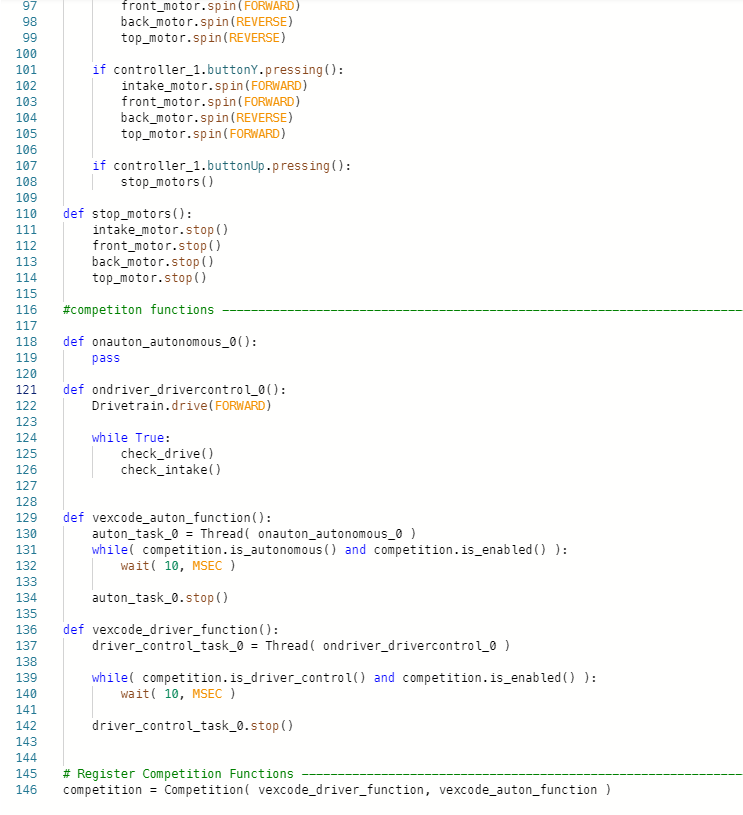 97 front_motor.spin(FORWARD)
98 back_motor.spin(REVERSE)
99 top_motor.spin(REVERSE)
100
101 if controller_1.buttonY.pressing():
102 intake_motor.spin(FORWARD)
103 front_motor.spin(FORWARD)
104 back_motor.spin(REVERSE)
105 top_motor.spin(FORWARD)
106
107 if controller_1.buttonUp.pressing():
108 stop_motors()
109
110 def stop_motors():
111 intake_motor.stop()
112 front_motor.stop()
113 back_motor.stop()
114 top_motor.stop()
115
116 #competiton functions ------------------------------------------------------------------------
117
118 def onauton_autonomous_0():
119 pass
120
121 def ondriver_drivercontrol_0():
122 Drivetrain.drive(FORWARD)
123
124 while True:
125 check_drive()
126 check_intake()
127
128
129 def vexcode_auton_function():
130 auton_task_0 = Thread( onauton_autonomous_0 )
131 while( competition.is_autonomous() and competition.is_enabled() ):
132 wait( 10, MSEC )
133
134 auton_task_0.stop()
135
136 def vexcode_driver_function():
137 driver_control_task_0 = Thread( ondriver_drivercontrol_0 )
138
139 while( competition.is_driver_control() and competition.is_enabled() ):
140 wait( 10, MSEC )
141
142 driver_control_task_0.stop()
143
144
145 # Register Competition Functions -------------------------------------------------------------
146 competition = Competition( vexcode_driver_function, vexcode_auton_function )